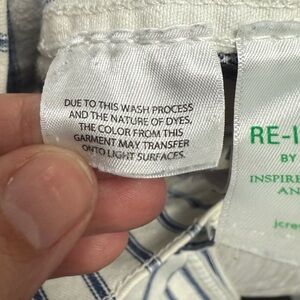 DUE TO THIS WASH PROCESS
AND THE NATURE OF DYES,
THE COLOR FROM THIS
GARMENT MAY TRANSFER
ONTO LIGHT SURFACES.
RE-I
BY
INSPIRE
AN
jcre